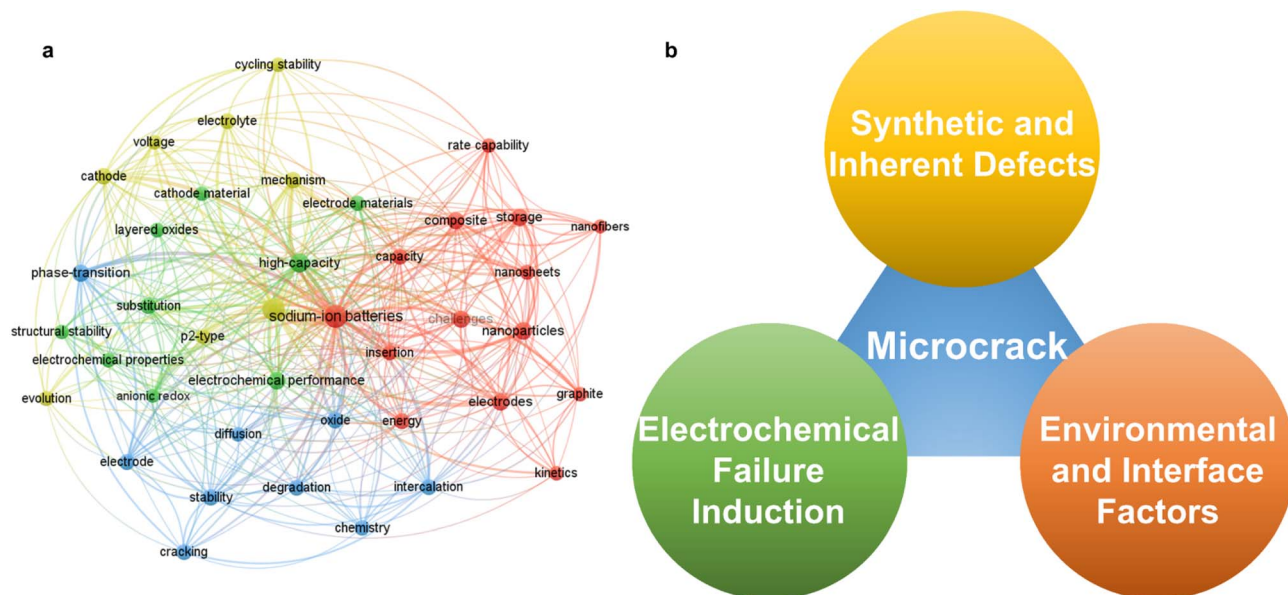 a
cycling stability
electrolyte
voltage
rate capability
cathode
mechanism
cathode material
electrode materials
composite
storage
nanofibers
layered oxides
phase-transition
high-capacity
capacity
nanosheets
substitution
sodium-ion batteries
challenges
structural stability
p2-type
nanoparticles
electrochemical properties
insertion
electrochemical performance
evolution
anionic redox
electrodes
graphite
oxide
energy
diffusion
electrode
kinetics
stability
degradation
intercalation
chemistry
cracking
b
Synthetic and
Inherent Defects
Microcrack
Electrochemical
Failure
Induction
Environmental
and Interface
Factors